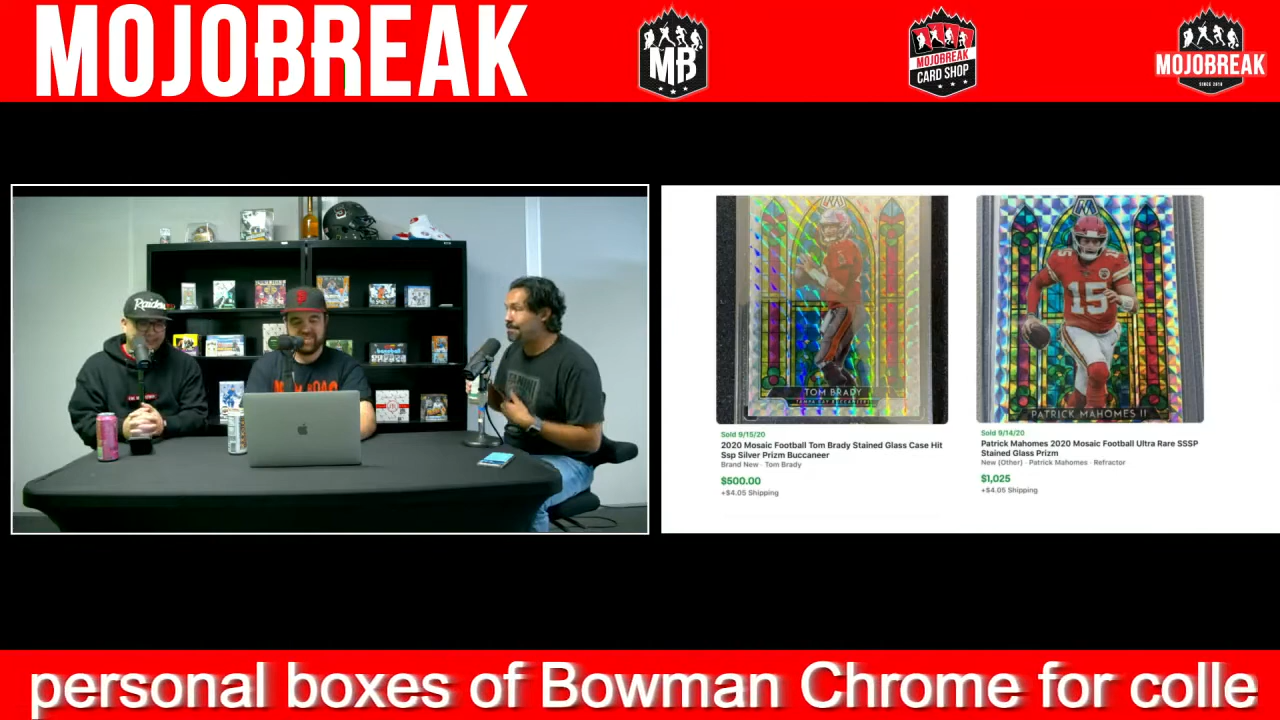 MOJOBREAK
MB
MOJOBREAK
CARD SHOP
MOJOBREAK
Raiders
baseball
15
TOM BRADY
PATRICK MAHOMES II
Sold 9/15/20
2020 Mosaic Football Tom Brady Stained Glass Case Hit
Ssp Silver Prizm Buccaneer
Brand New · Tom Brady
$500.00
+$4.05 Shipping
Sold 9/14/20
Patrick Mahomes 2020 Mosaic Football Ultra Rare SSSP
Stained Glass Prizm
New (Other) · Patrick Mahomes · Refractor
$1,025
+$4.05 Shipping
personal boxes of Bowman Chrome for colle